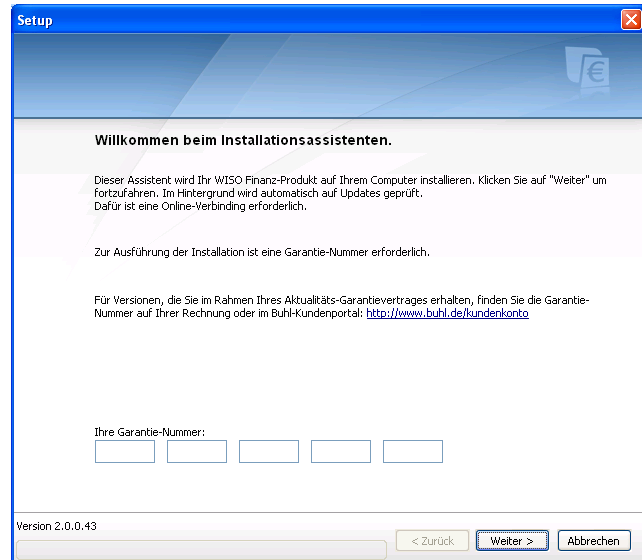 Setup
€
Willkommen beim Installationsassistenten.
Dieser Assistent wird Ihr WISO Finanz-Produkt auf Ihrem Computer installieren. Klicken Sie auf "Weiter" um
fortzufahren. Im Hintergrund wird automatisch auf Updates geprüft.
Dafür ist eine Online-Verbinding erforderlich.
Zur Ausführung der Installation ist eine Garantie-Nummer erforderlich.
Für Versionen, die Sie im Rahmen Ihres Aktualitäts-Garantievertrages erhalten, finden Sie die Garantie-
Nummer auf Ihrer Rechnung oder im Buhl-Kundenportal: http://www.buhl.de/kundenkonto
Ihre Garantie-Nummer:
Version 2.0.0.43
< Zurück Weiter > Abbrechen